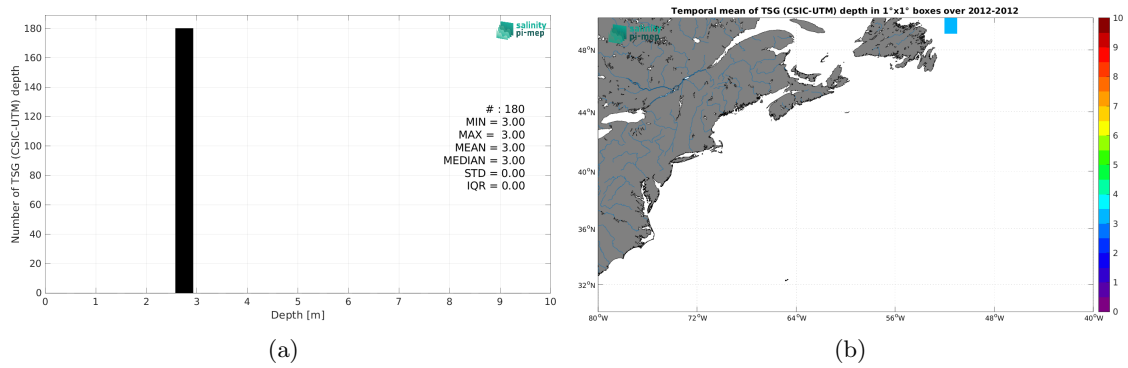 180
160
140
120
100
80
60
40
20
0
Number of TSG (CSIC-UTM) depth
salinity
pi-mep
# : 180
MIN = 3.00
MAX = 3.00
MEAN = 3.00
MEDIAN = 3.00
STD = 0.00
IQR = 0.00
0 1 2 3 4 5 6 7 8 9 10
Depth [m]
(a)
Temporal mean of TSG (CSIC-UTM) depth in 1°x1° boxes over 2012-2012
salinity
pi-mep
48°N
44°N
40°N
36°N
32°N
80°W 72°W 64°W 56°W 48°W 40°W
10
9
8
7
6
5
4
3
2
1
0
(b)